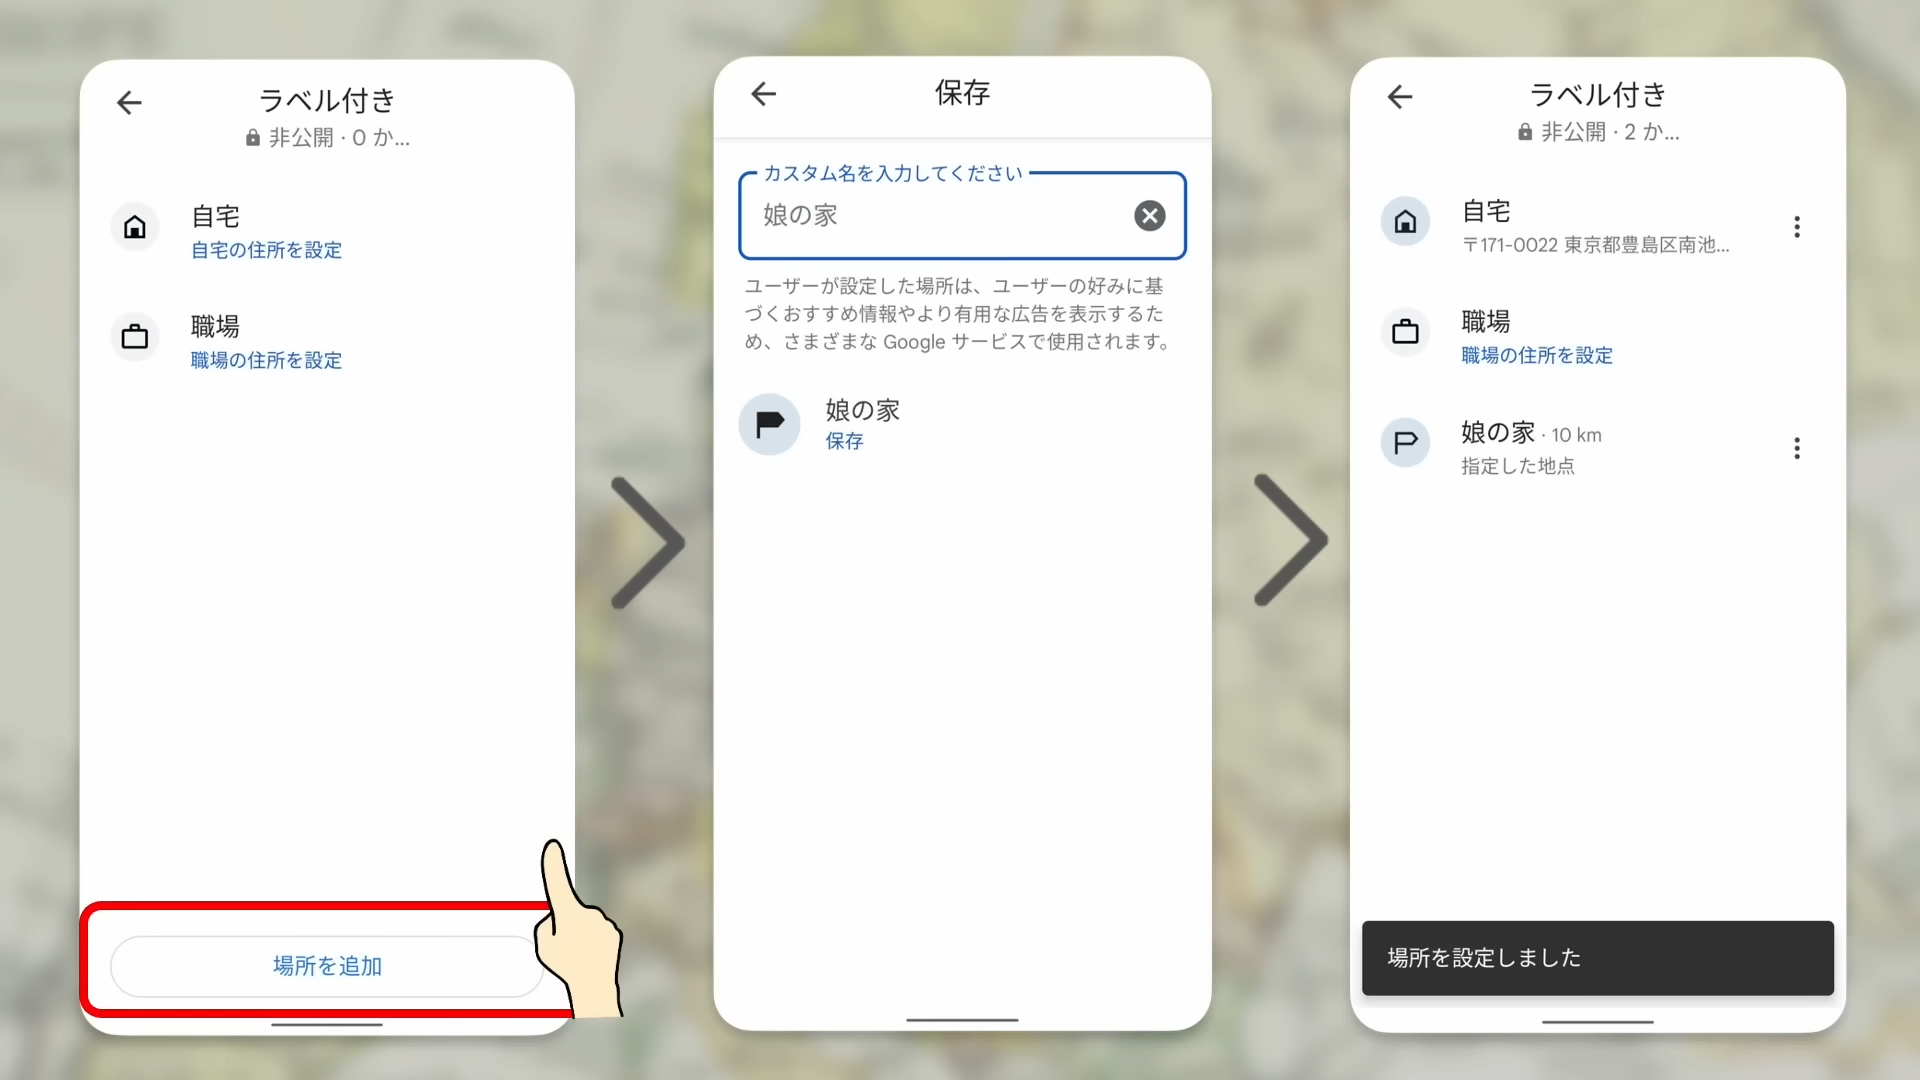 ラベル付き
非公開 · 0 か...
自宅
自宅の住所を設定
職場
職場の住所を設定
場所を追加
保存
カスタム名を入力してください
娘の家
ユーザーが設定した場所は、ユーザーの好みに基
づくおすすめ情報やより有用な広告を表示するた
め、さまざまな Google サービスで使用されます。
娘の家
保存
ラベル付き
非公開 · 2 か...
自宅
〒171-0022 東京都豊島区南池...
職場
職場の住所を設定
娘の家 · 10 km
指定した地点
場所を設定しました